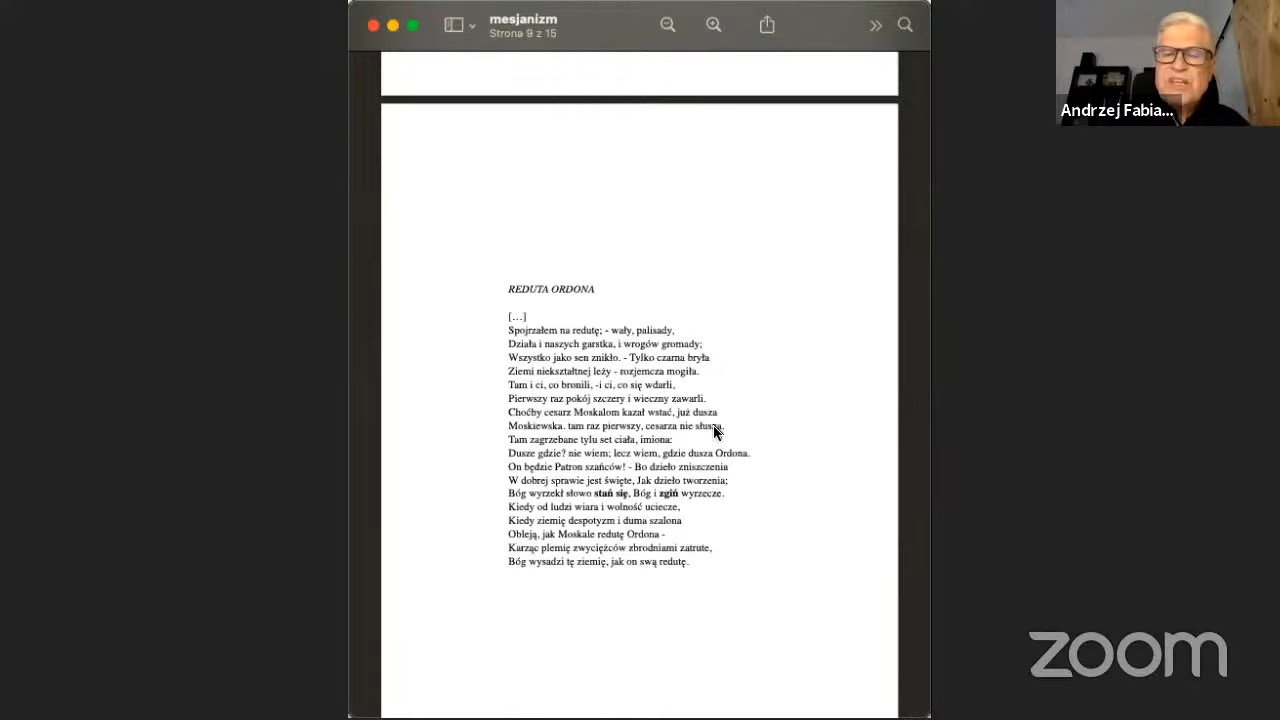 mesjanizm
Strona 9 z 15
Andrzej Fabia...
REDUTA ORDONA
[...]
Spojrzałem na redutę; - wały, palisady,
Działa i naszych garstka, i wrogów gromady;
Wszystko jako sen znikło. - Tylko czarna bryła
Ziemi niekształtnej leży - rozjemcza mogiła.
Tam i ci, co bronili, -i ci, co się wdarli,
Pierwszy raz pokój szczery i wieczny zawarli.
Choćby cesarz Moskalom kazał wstać, już dusza
Moskiewska. tam raz pierwszy, cesarza nie słusza.
Tam zagrzebane tylu set ciała, imiona:
Dusze gdzie? nie wiem; lecz wiem, gdzie dusza Ordona.
On będzie Patron szańców! - Bo dzieło zniszczenia
W dobrej sprawie jest święte, Jak dzieło tworzenia;
Bóg wyrzekł słowo stań się, Bóg i zgiń wyrzecze.
Kiedy od ludzi wiara i wolność uciecze,
Kiedy ziemię despotyzm i duma szalona
Obleją, jak Moskale redutę Ordona -
Karząc plemię zwyciężców zbrodniami zatrute,
Bóg wysadzi tę ziemię, jak on swą redutę.
zoom